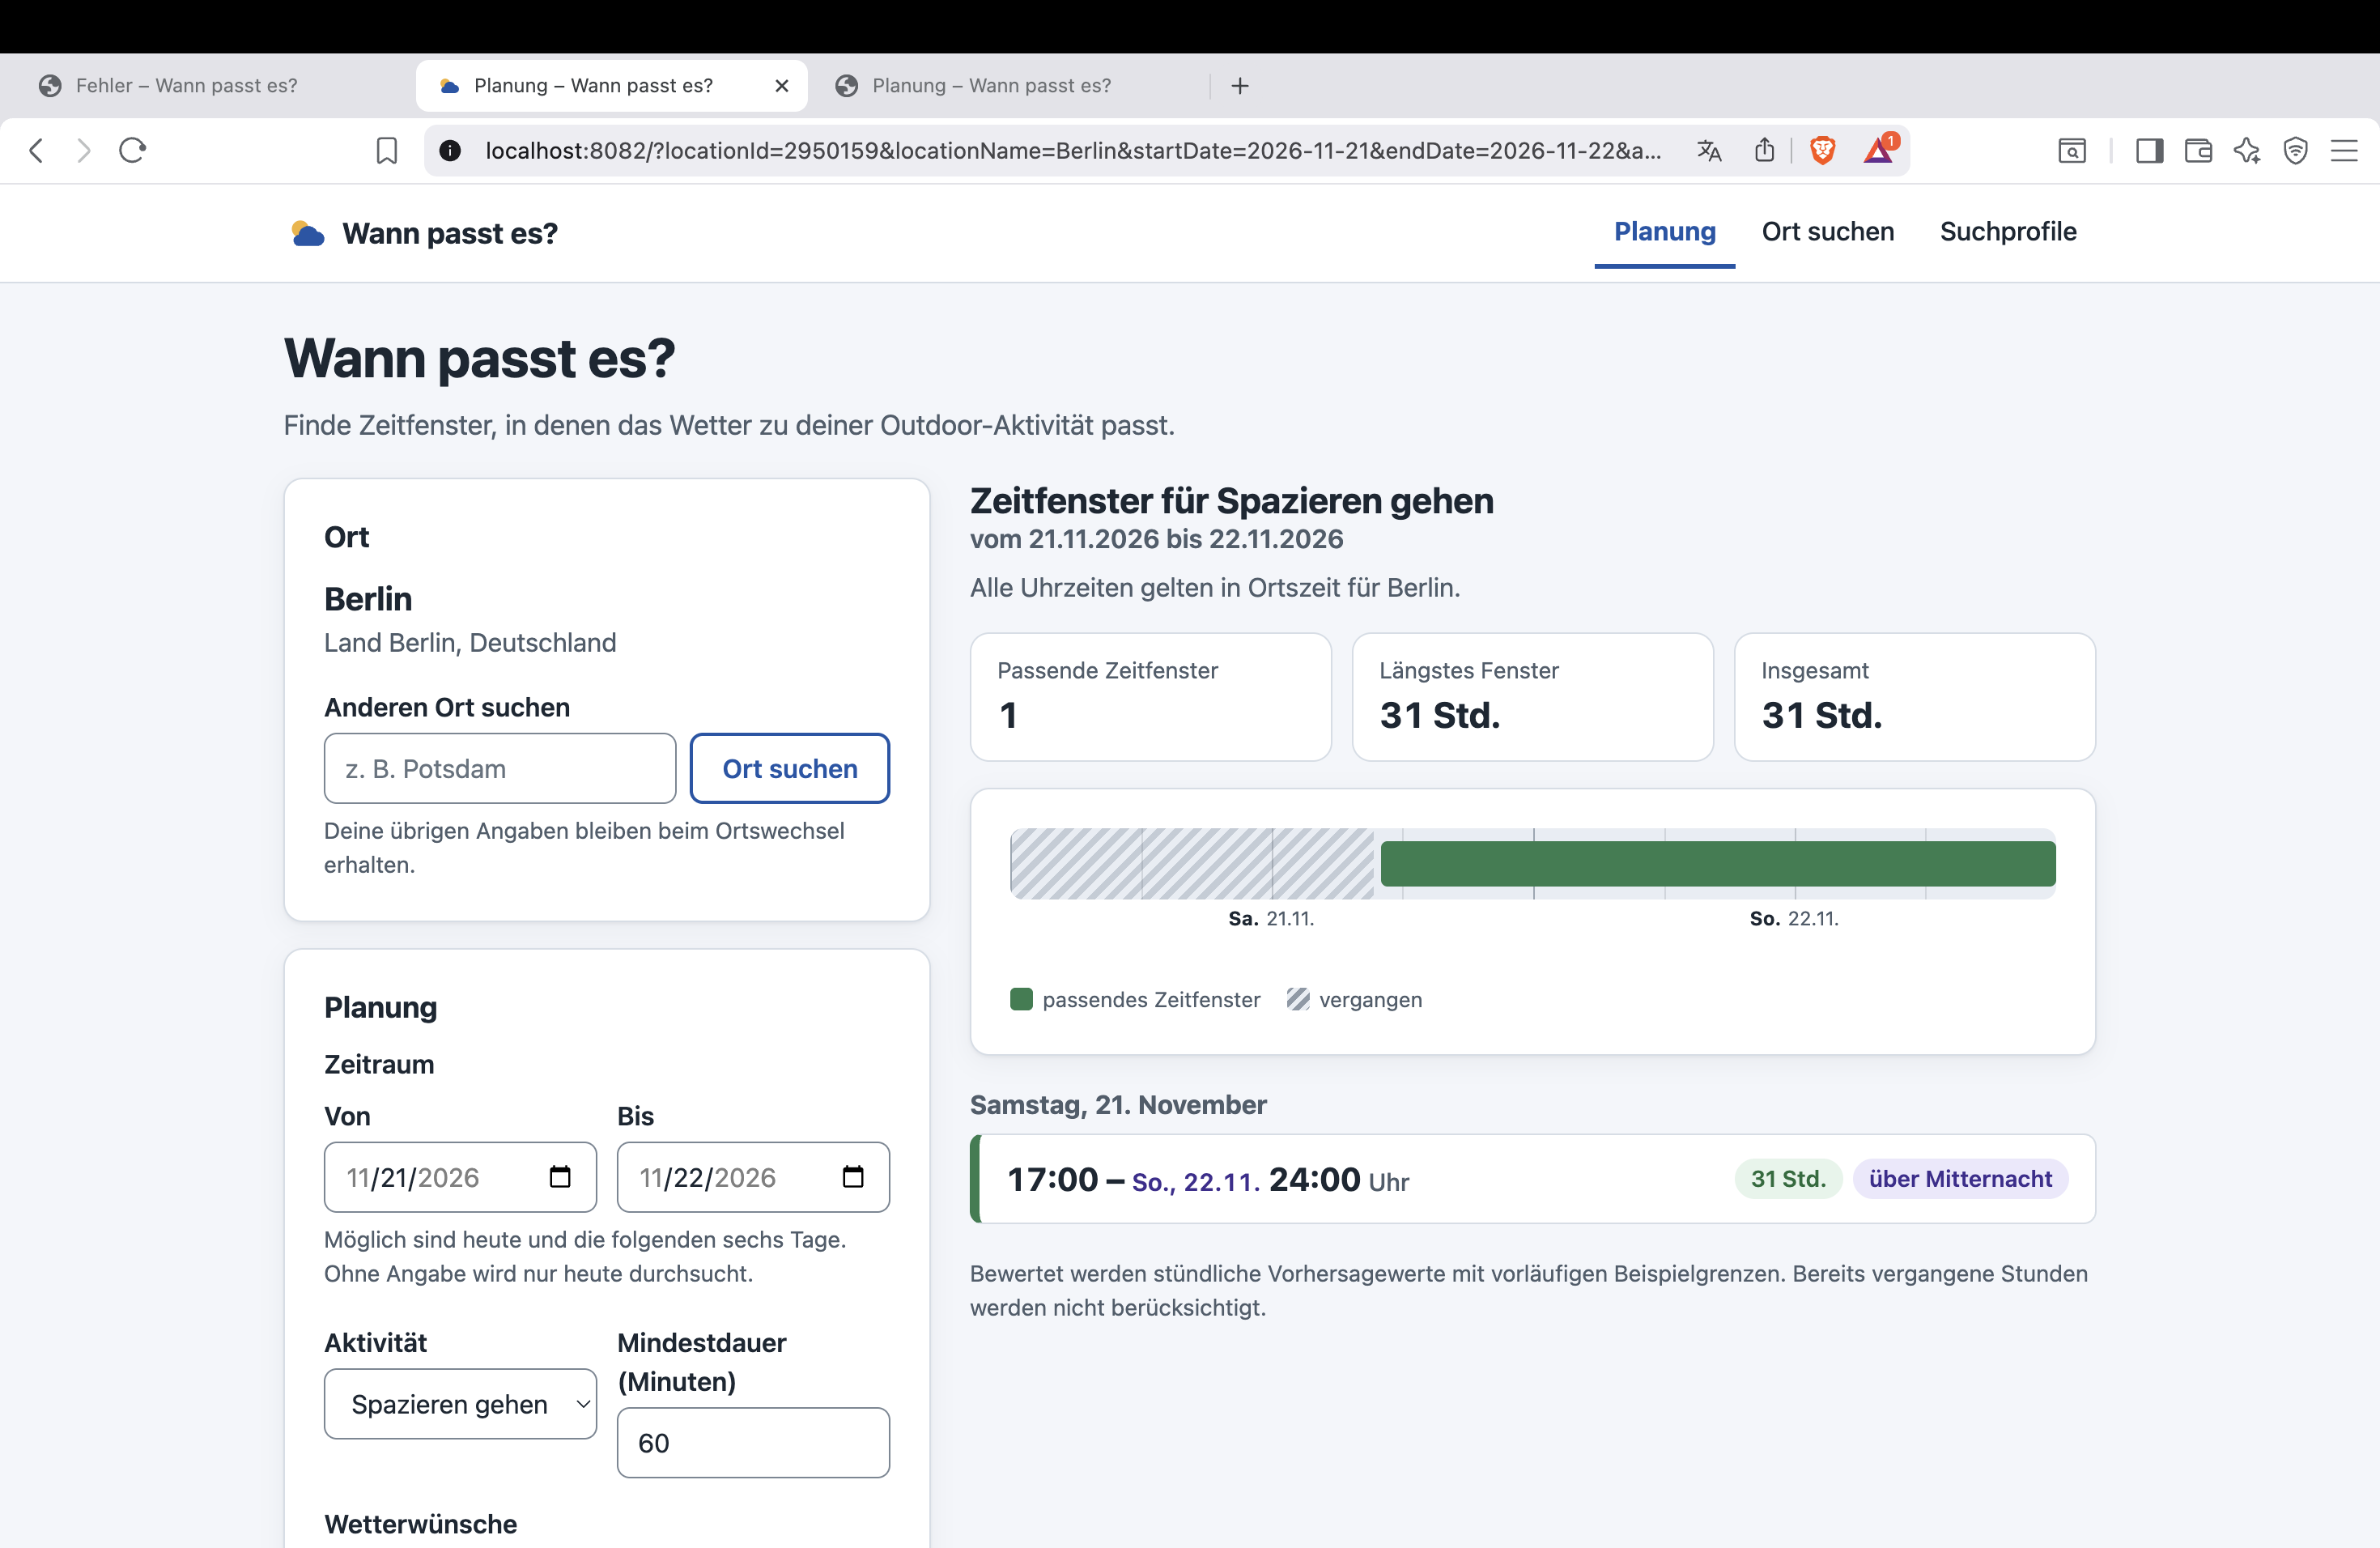 Fehler – Wann passt es?
Planung – Wann passt es?
Planung – Wann passt es?
localhost:8082/?locationId=2950159&locationName=Berlin&startDate=2026-11-21&endDate=2026-11-22&a...
1
Wann passt es?
Planung
Ort suchen
Suchprofile
Wann passt es?
Finde Zeitfenster, in denen das Wetter zu deiner Outdoor-Aktivität passt.
Ort
Berlin
Land Berlin, Deutschland
Anderen Ort suchen
z. B. Potsdam
Ort suchen
Deine übrigen Angaben bleiben beim Ortswechsel
erhalten.
Planung
Zeitraum
Von
Bis
11/21/2026
11/22/2026
Möglich sind heute und die folgenden sechs Tage.
Ohne Angabe wird nur heute durchsucht.
Aktivität
Mindestdauer
(Minuten)
Spazieren gehen
60
Wetterwünsche
Zeitfenster für Spazieren gehen
vom 21.11.2026 bis 22.11.2026
Alle Uhrzeiten gelten in Ortszeit für Berlin.
Passende Zeitfenster
1
Längstes Fenster
31 Std.
Insgesamt
31 Std.
Sa. 21.11.
So. 22.11.
passendes Zeitfenster
vergangen
Samstag, 21. November
17:00 – So., 22.11. 24:00 Uhr
31 Std.
über Mitternacht
Bewertet werden stündliche Vorhersagewerte mit vorläufigen Beispielgrenzen. Bereits vergangene Stunden
werden nicht berücksichtigt.